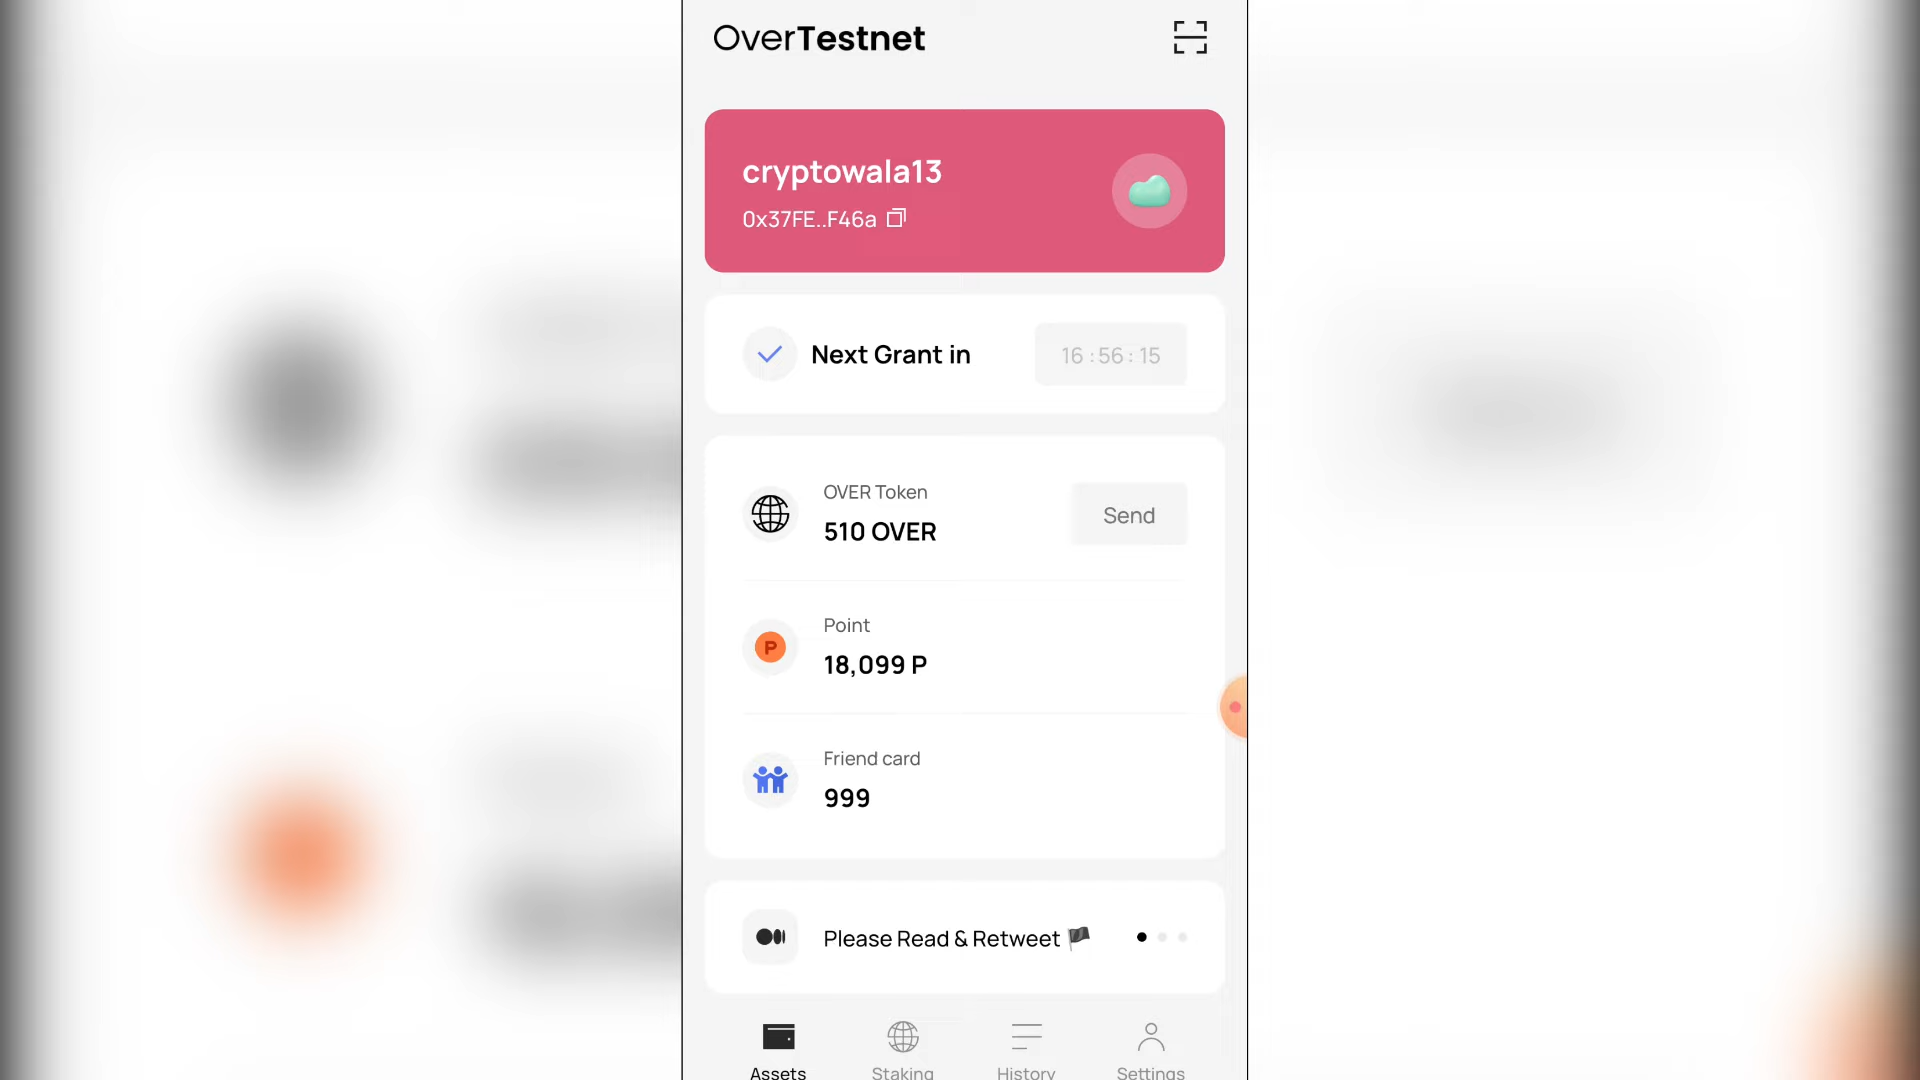 OverTestnet
cryptowala13
0x37FE..F46a
Next Grant in
16 : 56 : 15
OVER Token
510 OVER
Send
P
Point
18,099 P
Friend card
999
Please Read & Retweet
Assets
Staking
History
Settings